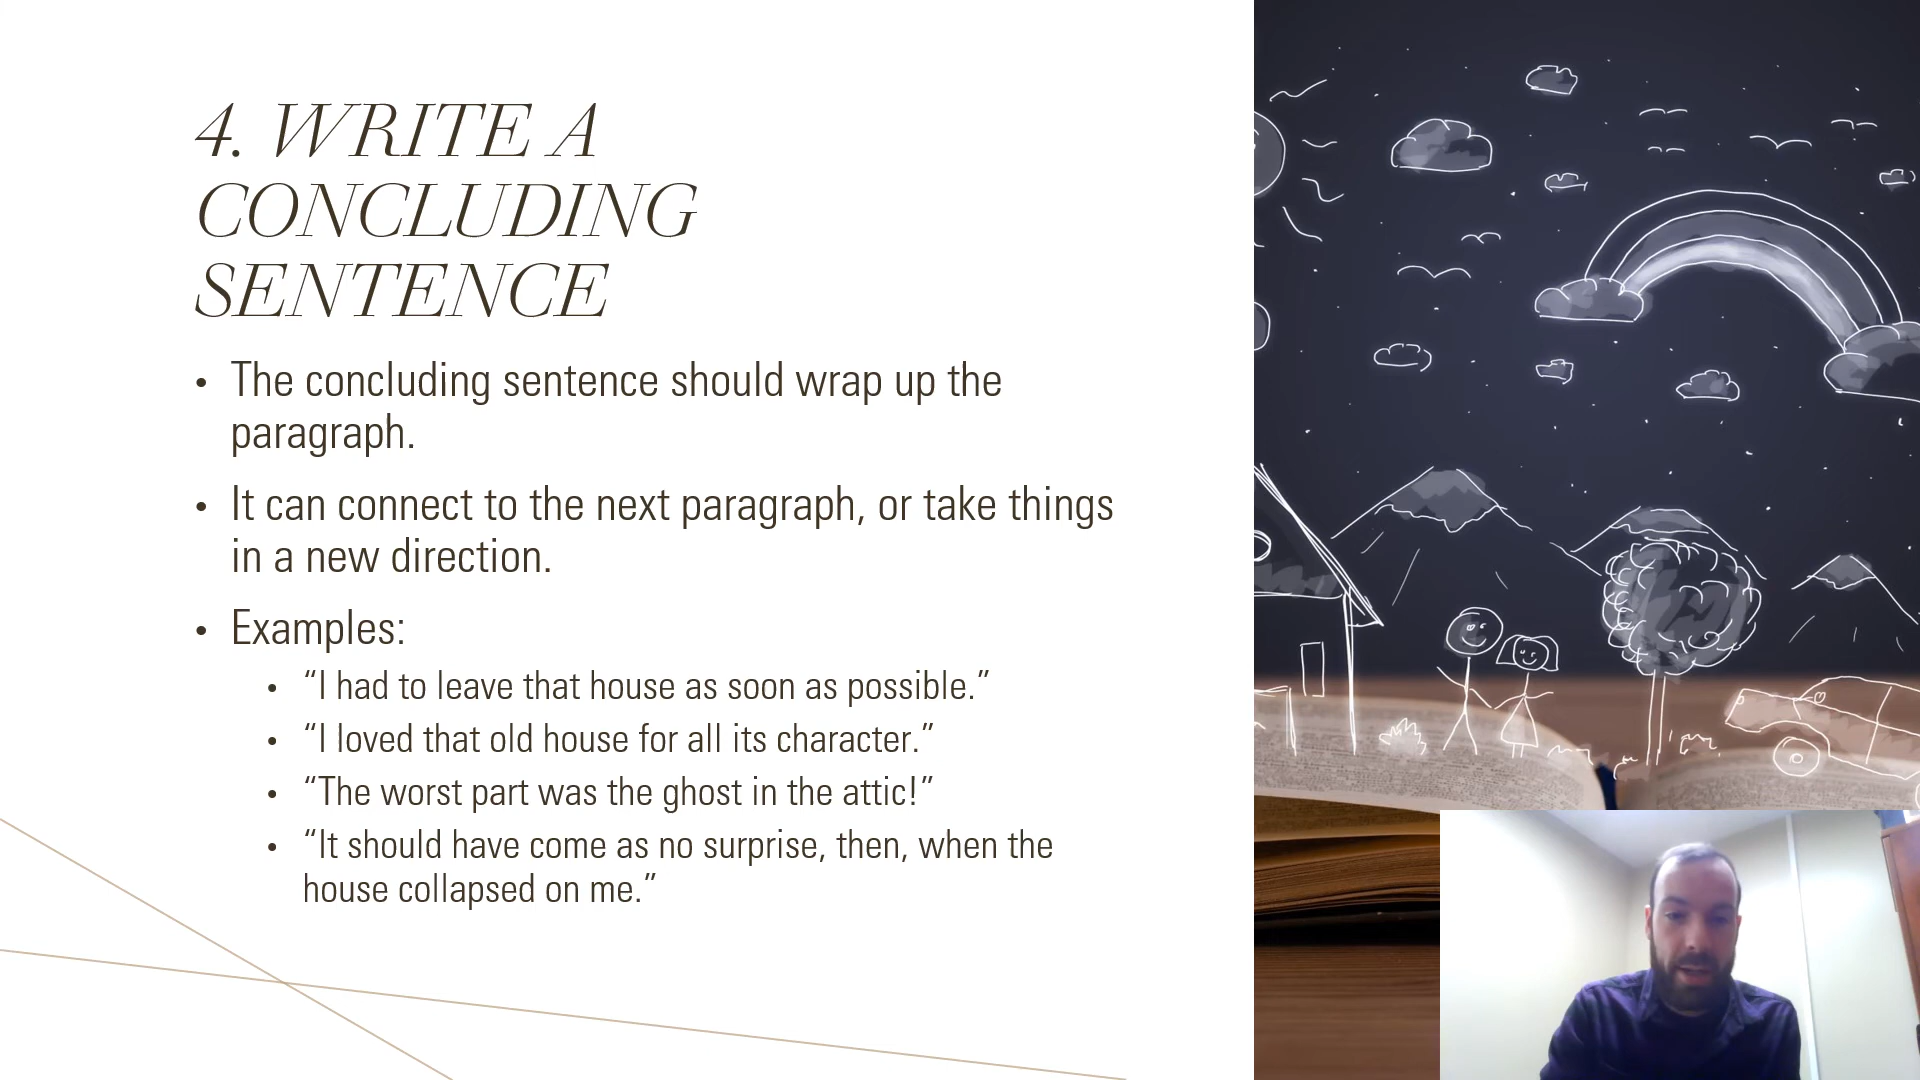 4. WRITE A
CONCLUDING
SENTENCE
• The concluding sentence should wrap up the
paragraph.
• It can connect to the next paragraph, or take things
in a new direction.
• Examples:
• “I had to leave that house as soon as possible.”
• “I loved that old house for all its character.”
• “The worst part was the ghost in the attic!”
• “It should have come as no surprise, then, when the
house collapsed on me.”